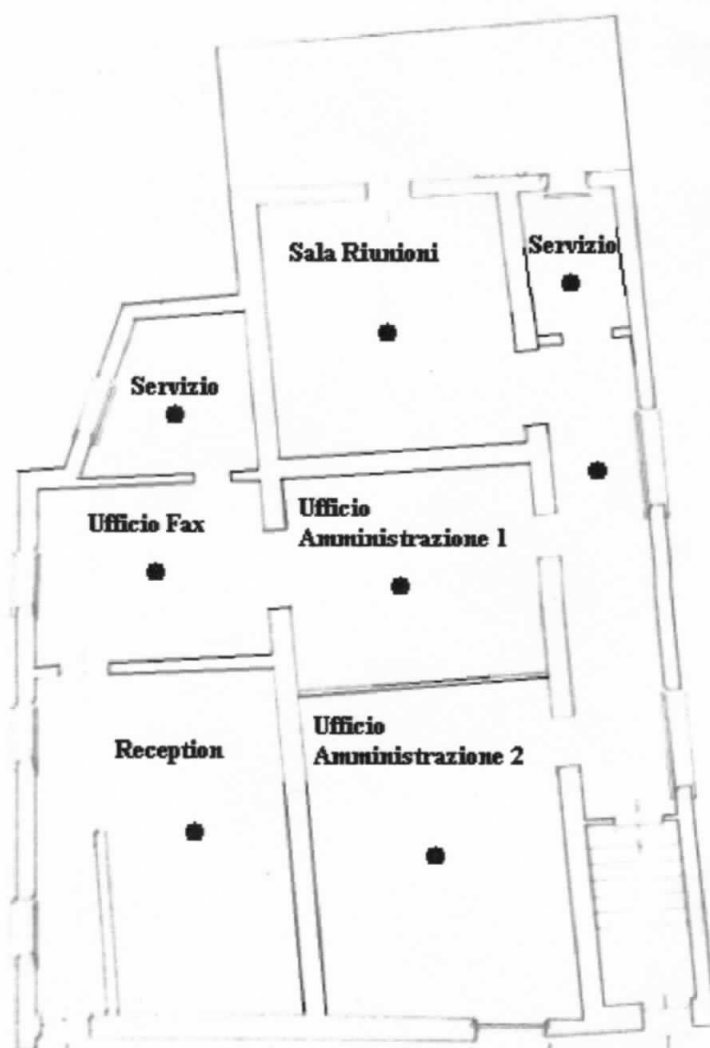 Sala Riunioni
Servizio
Servizio
Ufficio Fax
Ufficio
Amministrazione 1
Reception
Ufficio
Amministrazione 2